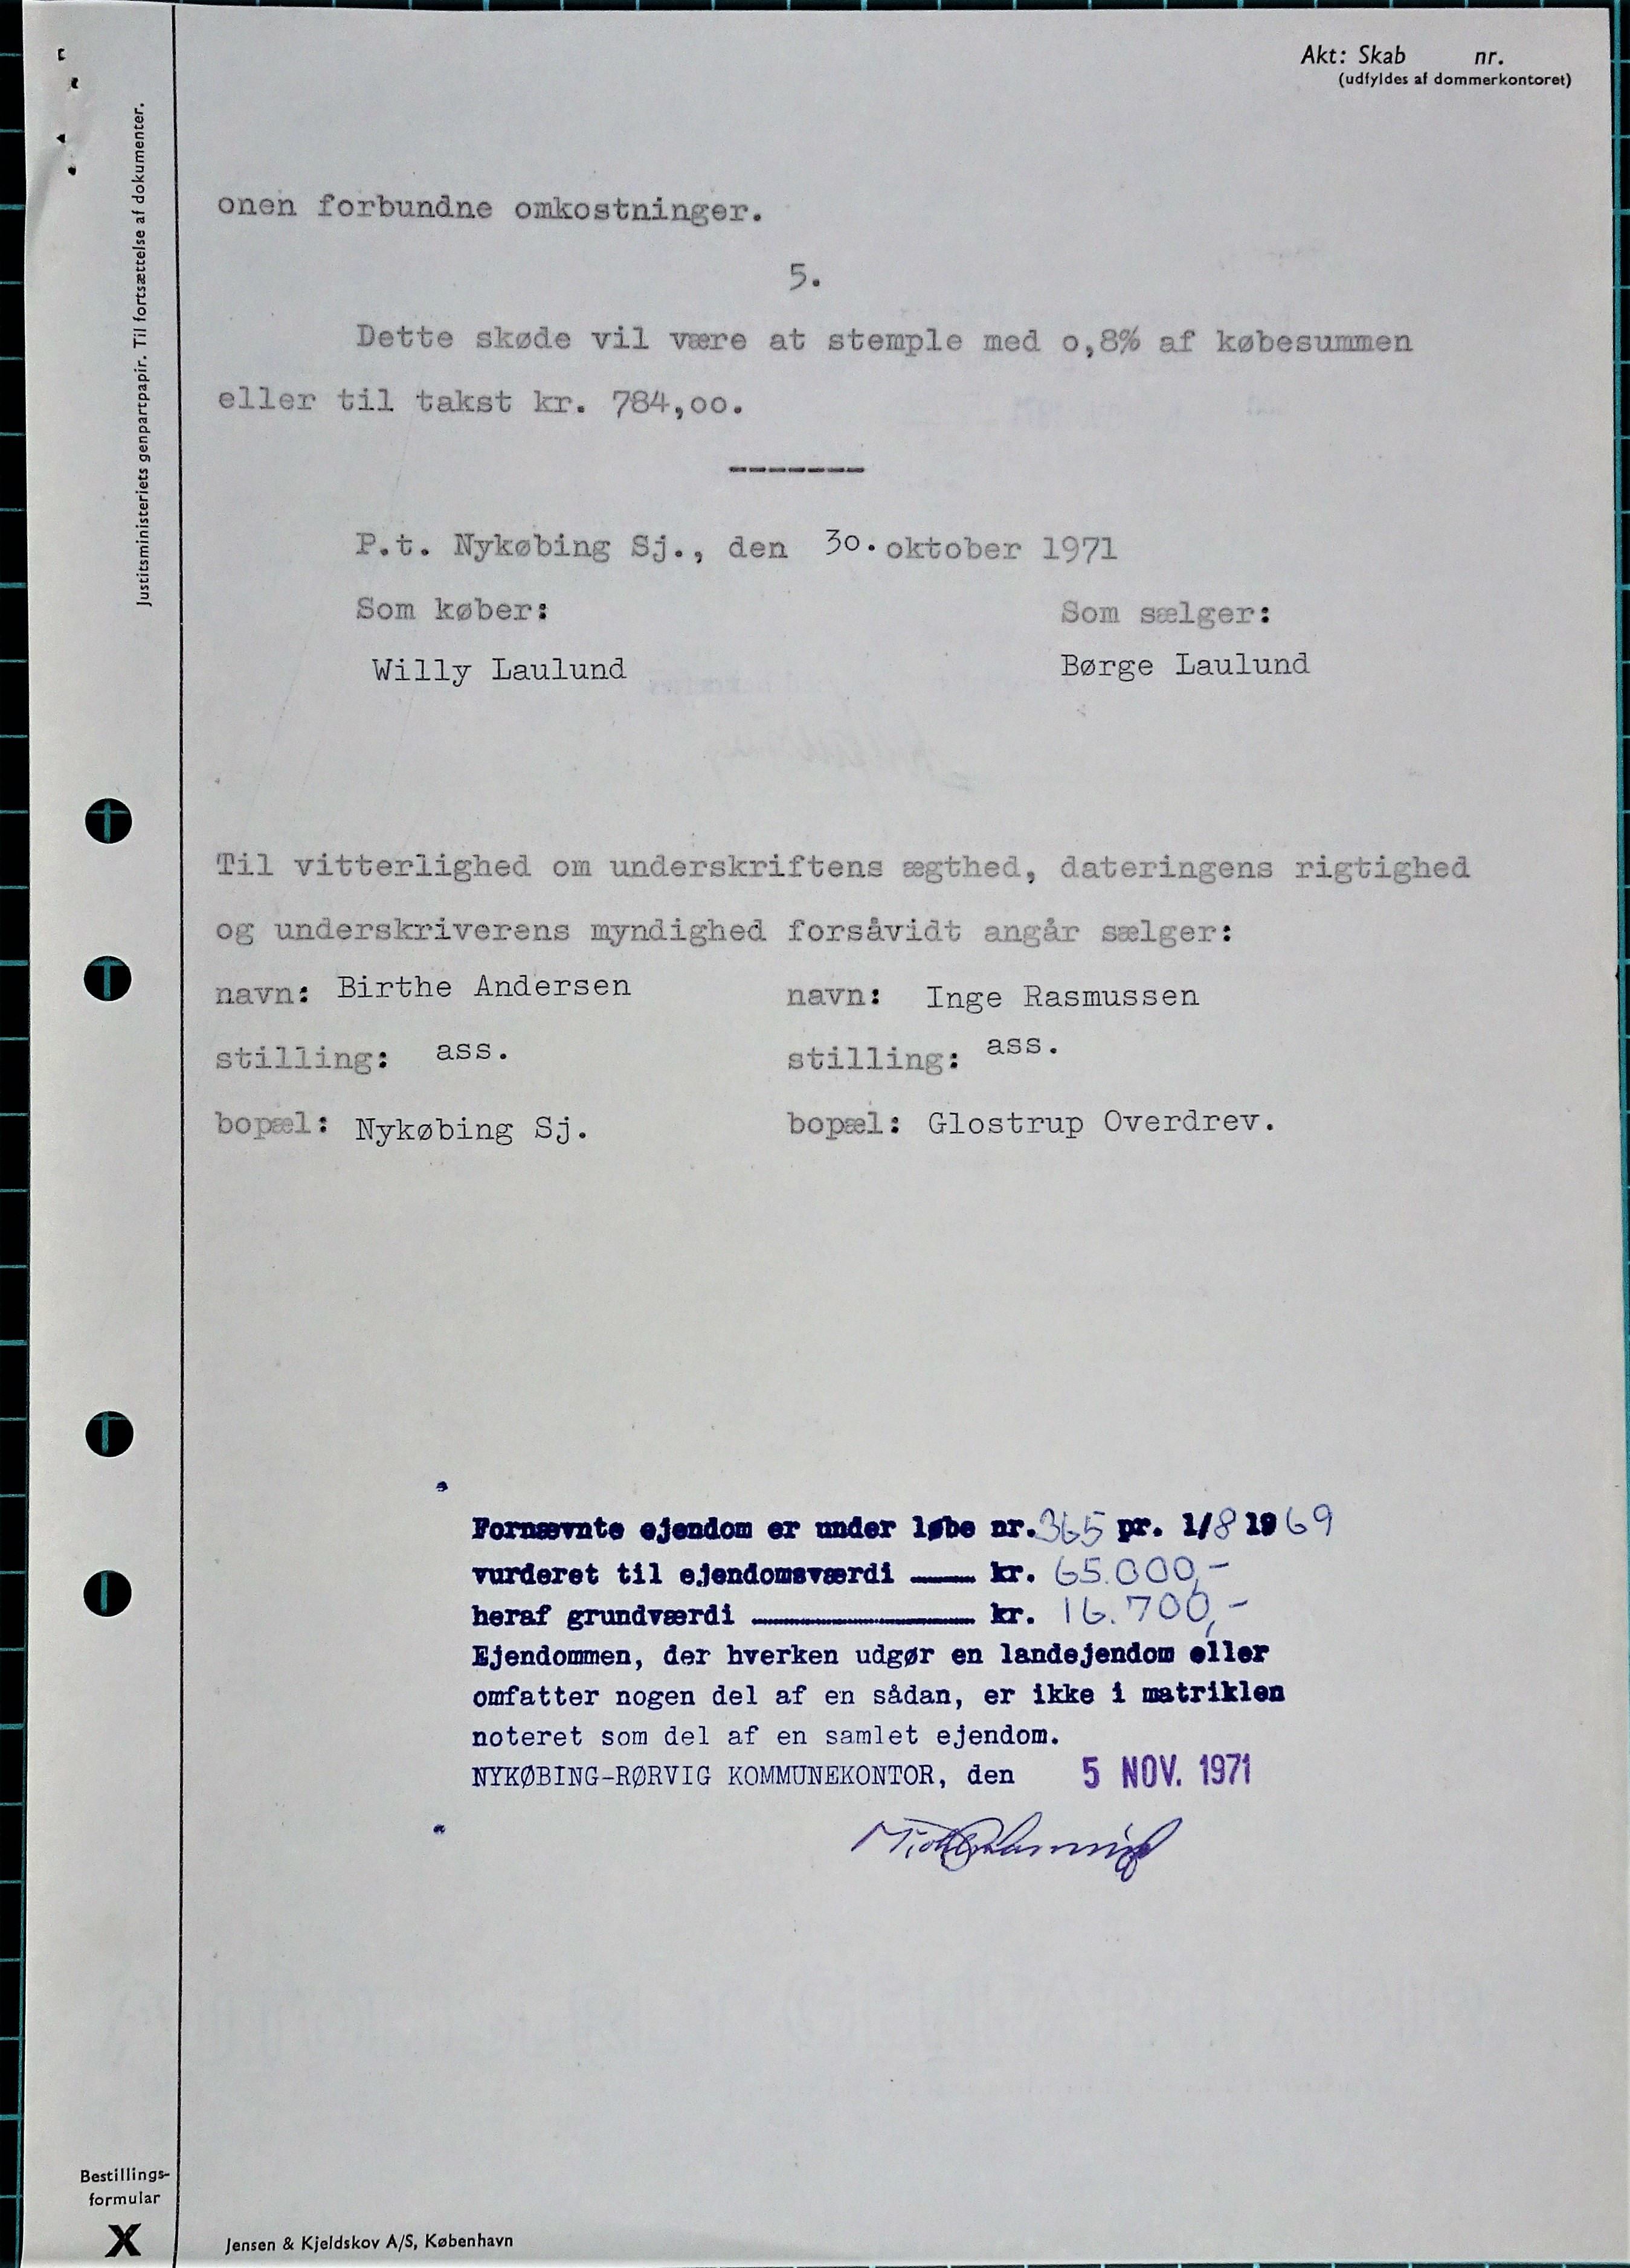 Akt: Skab nr.
(udfyldes af dommerkontoret)
Justitsministeriets genpartpapir. Til fortsættelse af dokumenter.
onen forbundne omkostninger.
5.
Dette skøde vil være at stemple med o,8% af købesummen
eller til takst kr. 784,oo.
-------
P.t. Nykøbing Sj., den 30. oktober 1971
Som køber: Som sælger:
Willy Laulund Børge Laulund
Til vitterlighed om underskriftens ægthed, dateringens rigtighed
og underskriverens myndighed forsåvidt angår sælger:
navn: Birthe Andersen navn: Inge Rasmussen
stilling: ass. stilling: ass.
bopæl: Nykøbing Sj. bopæl: Glostrup Overdrev.
Fornævnte ejendom er under løbe nr. 365 pr. 1/8 1969
vurderet til ejendomsværdi —— kr. 65.000,-
heraf grundværdi —— kr. 16.700,-
Ejendommen, der hverken udgør en landejendom eller
omfatter nogen del af en sådan, er ikke i matriklen
noteret som del af en samlet ejendom.
NYKØBING-RØRVIG KOMMUNEKONTOR, den 5 NOV. 1971
Bestillings-
formular
X
Jensen & Kjeldskov A/S, København